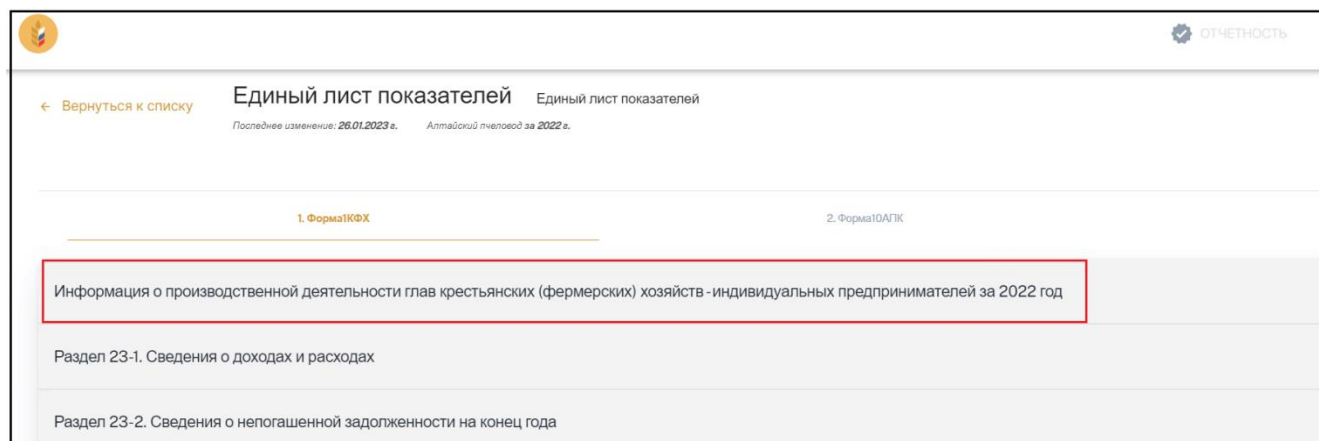 ОТЧЕТНОСТЬ
← Вернуться к списку
Единый лист показателей Единый лист показателей
Последнее изменение: 26.01.2023 г. Алтайский пчеловод за 2022 г.
1. Форма1КФХ 2. Форма10АПК
Информация о производственной деятельности глав крестьянских (фермерских) хозяйств - индивидуальных предпринимателей за 2022 год
Раздел 23-1. Сведения о доходах и расходах
Раздел 23-2. Сведения о непогашенной задолженности на конец года